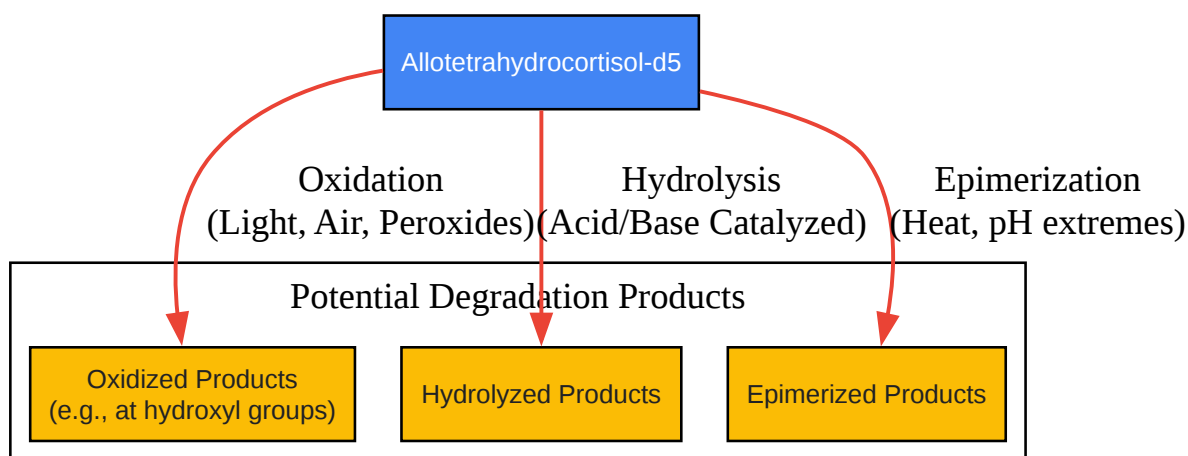 Allotetrahydrocortisol-d5
Oxidation
(Light, Air, Peroxides)
Hydrolysis
(Acid/Base Catalyzed)
Epimerization
(Heat, pH extremes)
Potential Degradation Products
Oxidized Products
(e.g., at hydroxyl groups)
Hydrolyzed Products
Epimerized Products